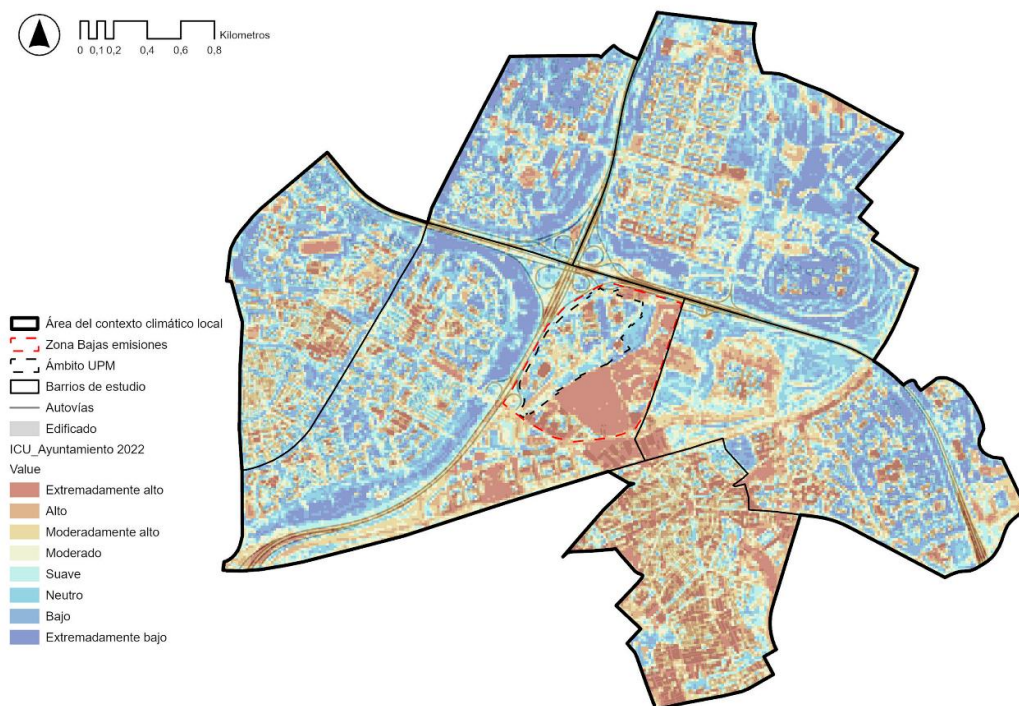 Kilometros
0 0,1 0,2 0,4 0,6 0,8
Área del contexto climático local
Zona Bajas emisiones
Ámbito UPM
Barrios de estudio
Autovías
Edificado
ICU_Ayuntamiento 2022
Value
Extremadamente alto
Alto
Moderadamente alto
Moderado
Suave
Neutro
Bajo
Extremadamente bajo